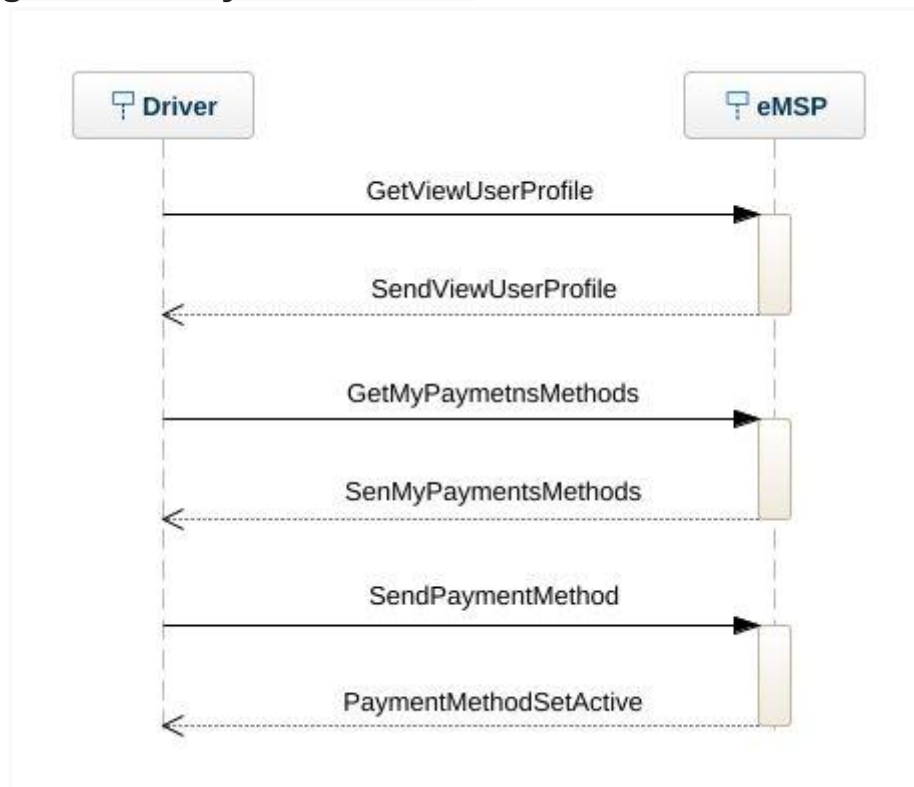 Driver
eMSP
GetViewUserProfile
SendViewUserProfile
GetMyPaymetnsMethods
SenMyPaymentsMethods
SendPaymentMethod
PaymentMethodSetActive